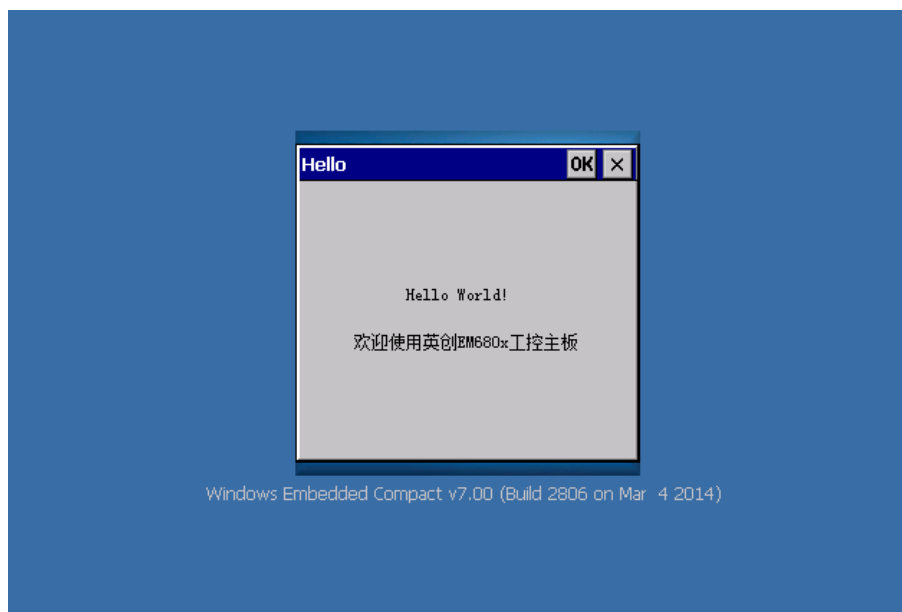 Hello OK ×
Hello World!
欢迎使用英创EM680x工控主板
Windows Embedded Compact v7.00 (Build 2806 on Mar 4 2014)